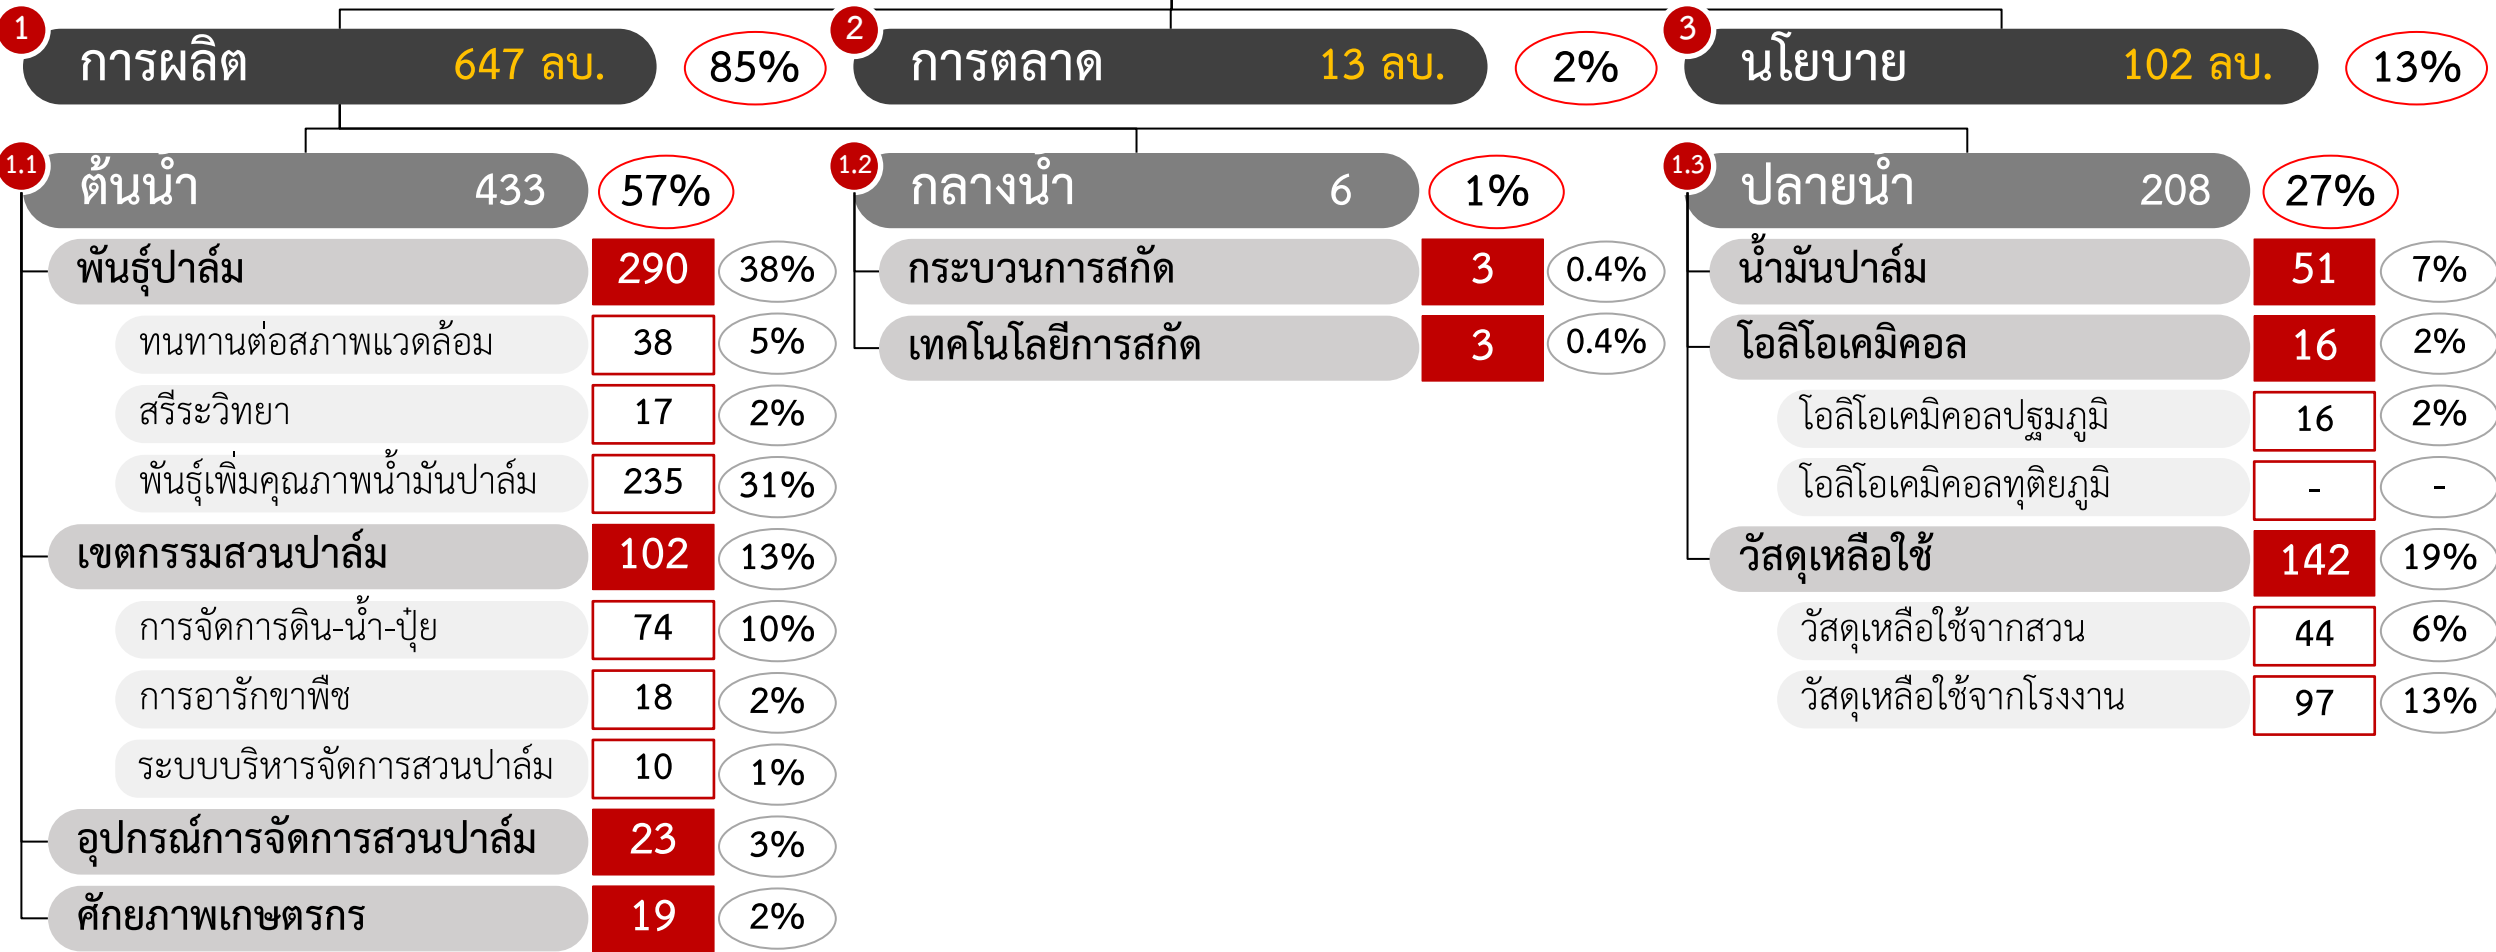 1 การผลิต 647 ลบ. 85%
2 การตลาด 13 ลบ. 2%
3 นโยบาย 102 ลบ. 13%
1.1 ต้นน้ำ 433 57%
พันธุ์ปาล์ม 290 38%
ทนทานต่อสภาพแวดล้อม 38 5%
สรีระวิทยา 17 2%
พันธุ์เพิ่มคุณภาพน้ำมันปาล์ม 235 31%
เขตกรรมสวนปาล์ม 102 13%
การจัดการดิน-น้ำ-ปุ๋ย 74 10%
การอารักขาพืช 18 2%
ระบบบริหารจัดการสวนปาล์ม 10 1%
อุปกรณ์การจัดการสวนปาล์ม 23 3%
ศักยภาพเกษตรกร 19 2%
1.2 กลางน้ำ 6 1%
กระบวนการสกัด 3 0.4%
เทคโนโลยีการสกัด 3 0.4%
1.3 ปลายน้ำ 208 27%
น้ำมันปาล์ม 51 7%
โอลิโอเคมิคอล 16 2%
โอลิโอเคมิคอลปฐมภูมิ 16 2%
โอลิโอเคมิคอลทุติยภูมิ - -
วัสดุเหลือใช้ 142 19%
วัสดุเหลือใช้จากสวน 44 6%
วัสดุเหลือใช้จากโรงงาน 97 13%